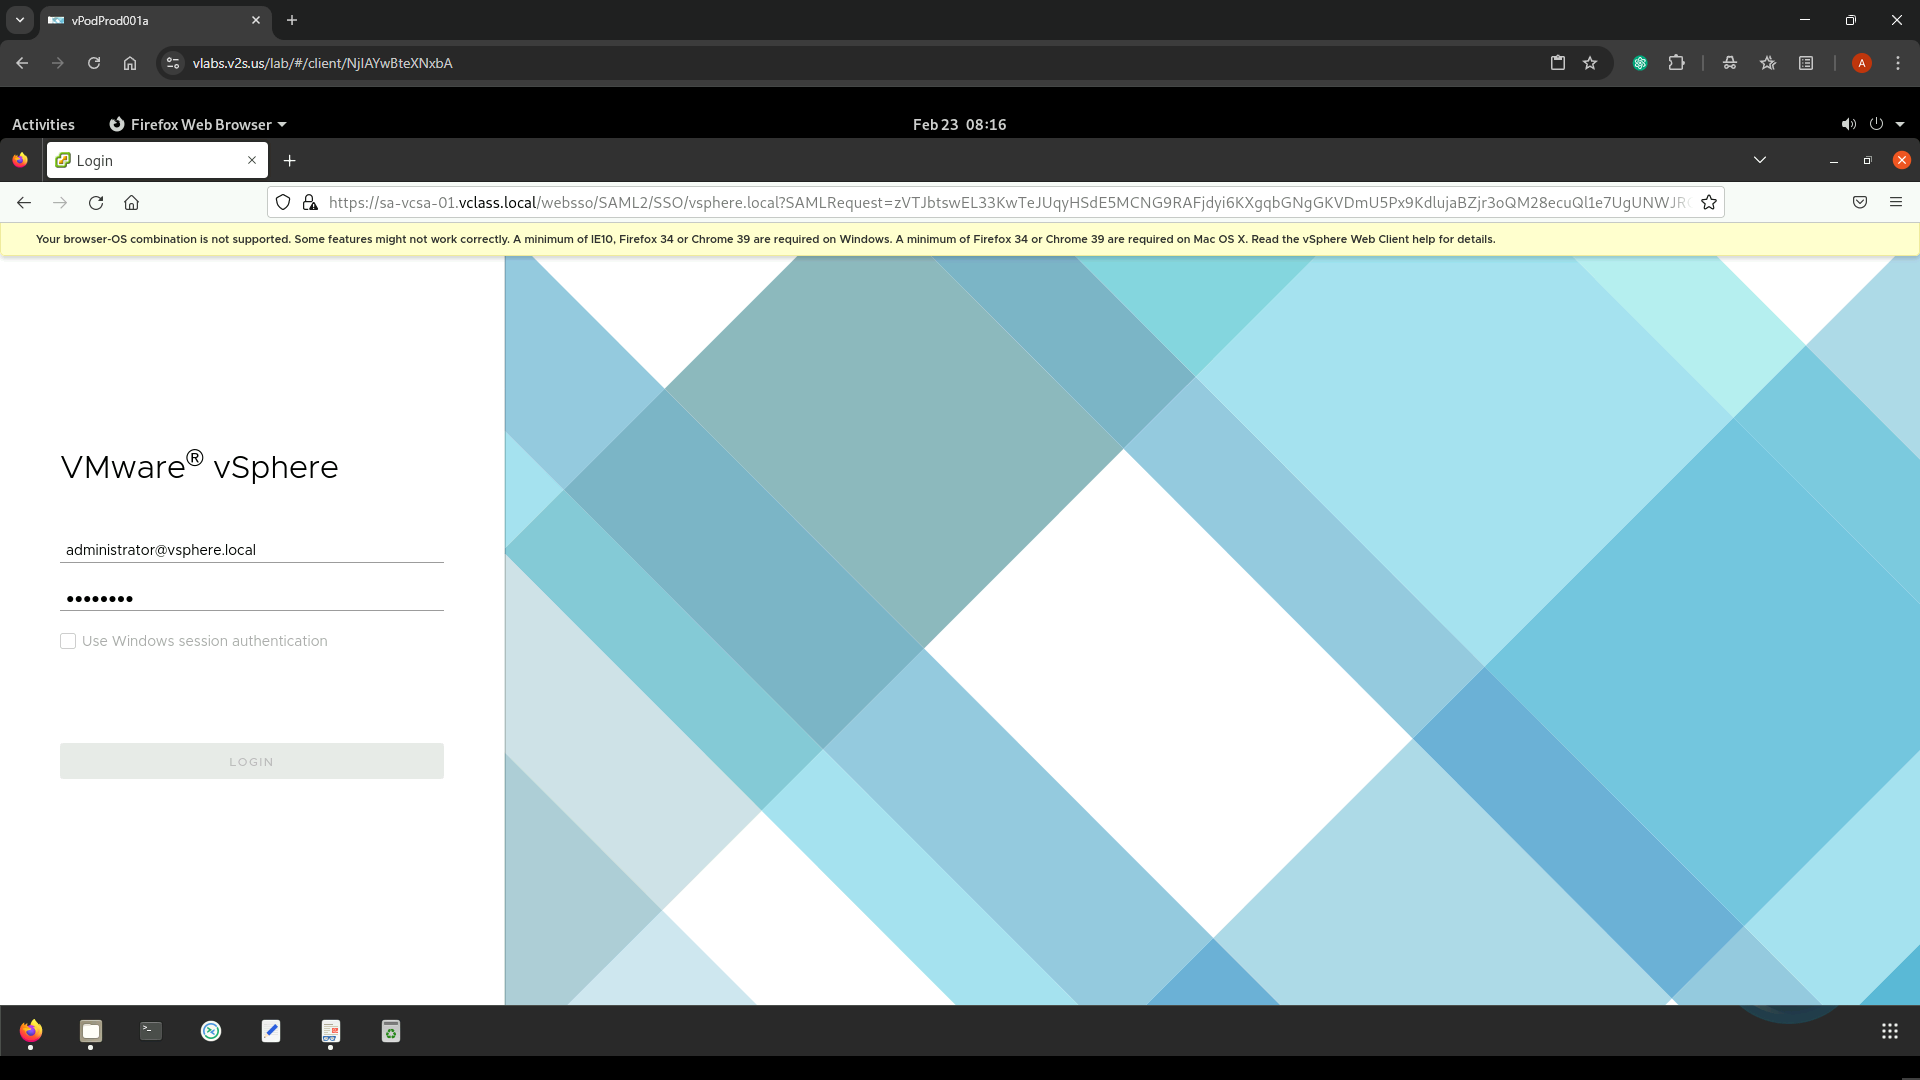 vPodProd001a
vlabs.v2s.us/lab/#/client/NjlAYwBteXNxbA
A
Activities
Firefox Web Browser
Feb 23 08:16
Login
https://sa-vcsa-01.vclass.local/websso/SAML2/SSO/vsphere.local?SAMLRequest=zVTJbtswEL33KwTeJUqyHSdE5MCNG9RAFjdyi6KXgqbGNgGKVDmU5Px9KdlujaBZjr3oQM28ecuQl1e7UgUNWJRG
Your browser-OS combination is not supported. Some features might not work correctly. A minimum of IE10, Firefox 34 or Chrome 39 are required on Windows. A minimum of Firefox 34 or Chrome 39 are required on Mac OS X. Read the vSphere Web Client help for details.
VMware® vSphere
administrator@vsphere.local
Use Windows session authentication
LOGIN